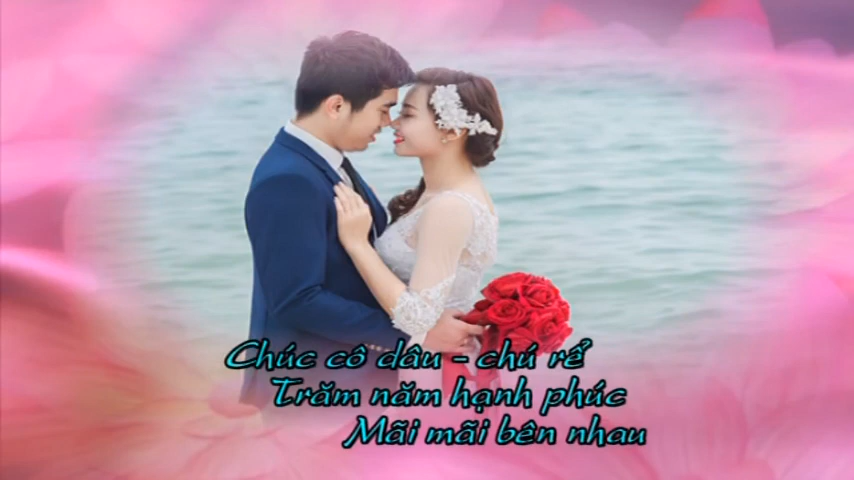 Chúc cô dâu - chú rể
Trăm năm hạnh phúc
Mãi mãi bên nhau